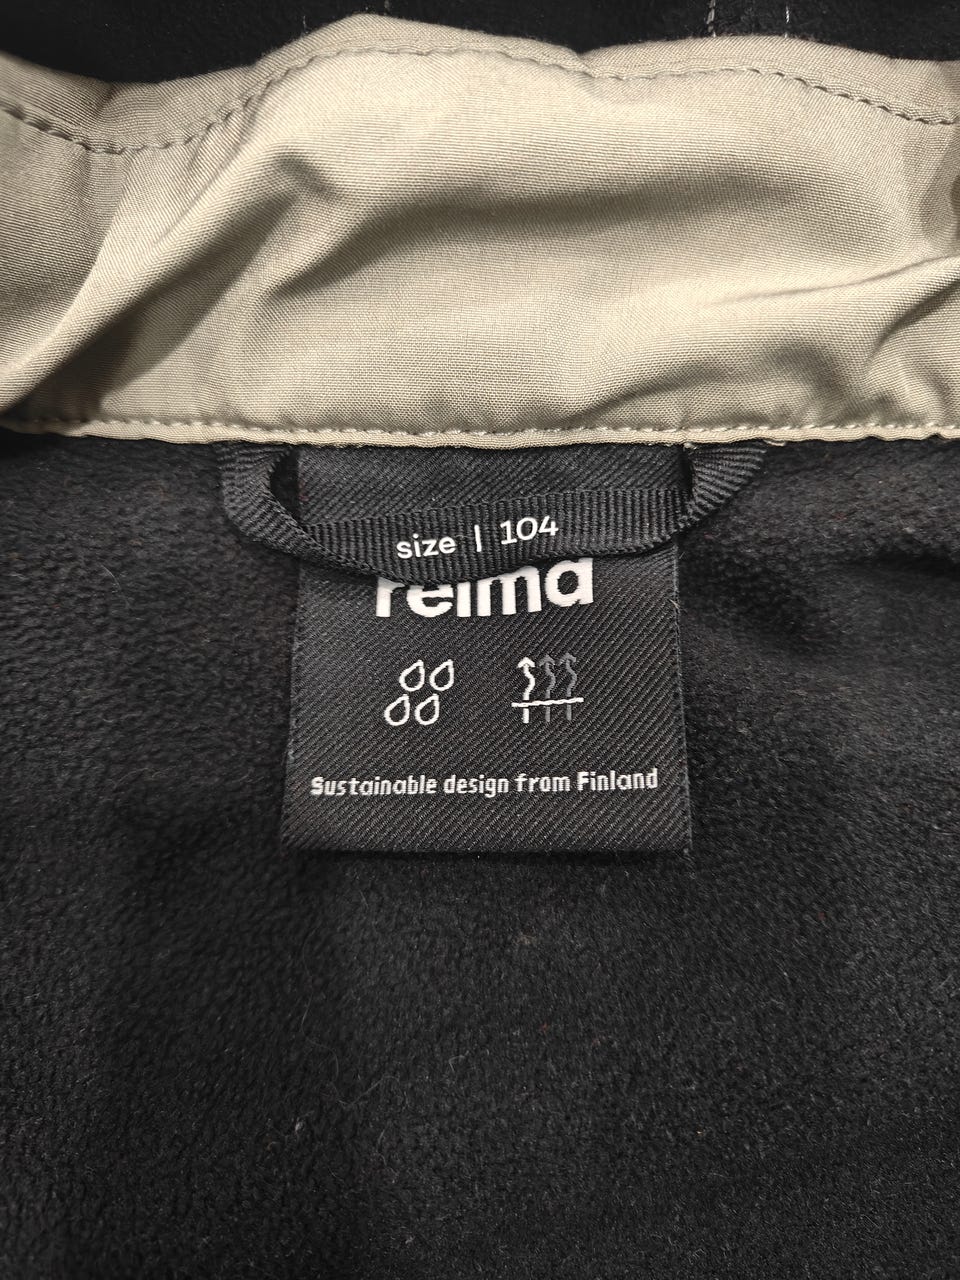 size | 104
reima
Sustainable design from Finland